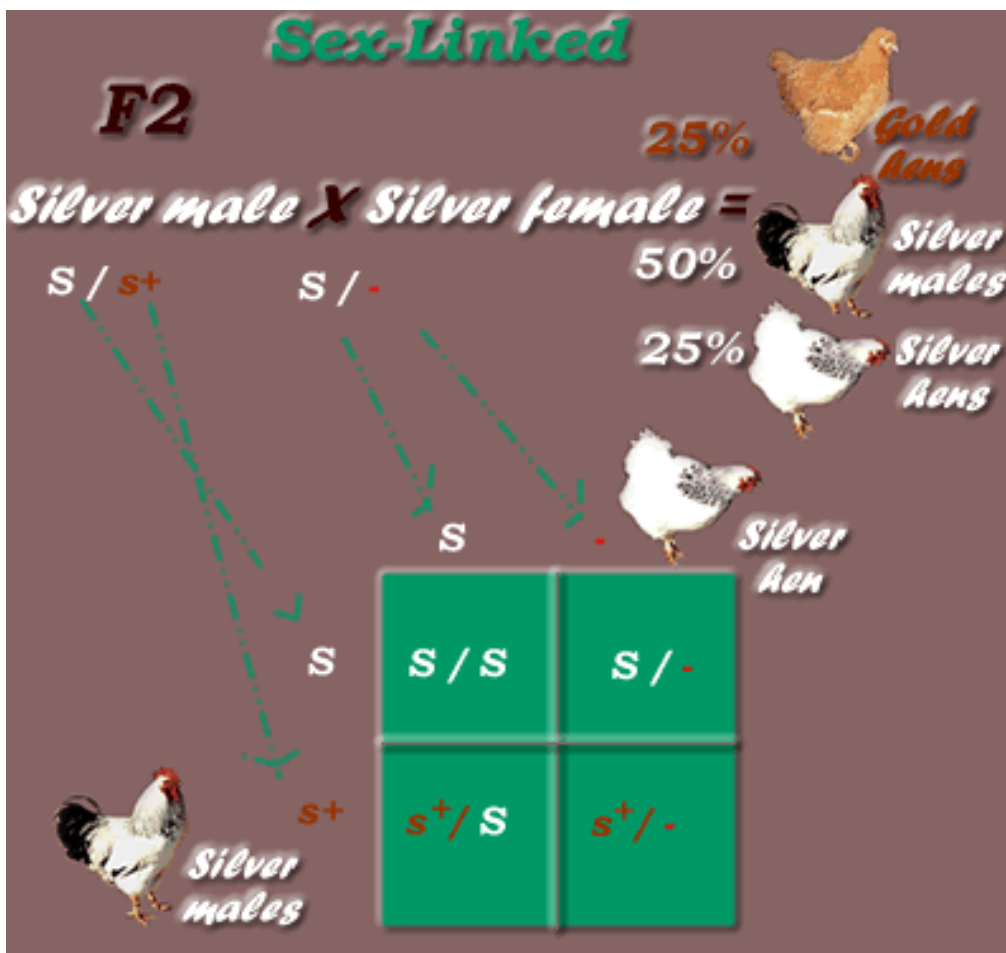 Sex-Linked
F2
25% Gold
hens
Silver male X Silver female =
50% Silver
males
S / s+ S / -
25% Silver
hens
S - Silver
hen
S S / S S / -
s+ s+/ S s+/ -
Silver
males